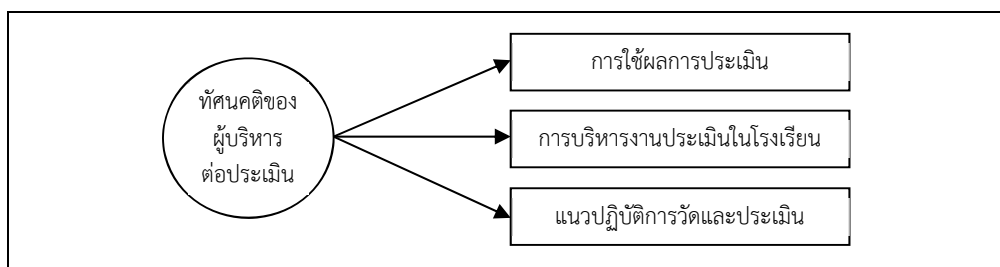 ทัศนคติของ
ผู้บริหาร
ต่อประเมิน
การใช้ผลการประเมิน
การบริหารงานประเมินในโรงเรียน
แนวปฏิบัติการวัดและประเมิน